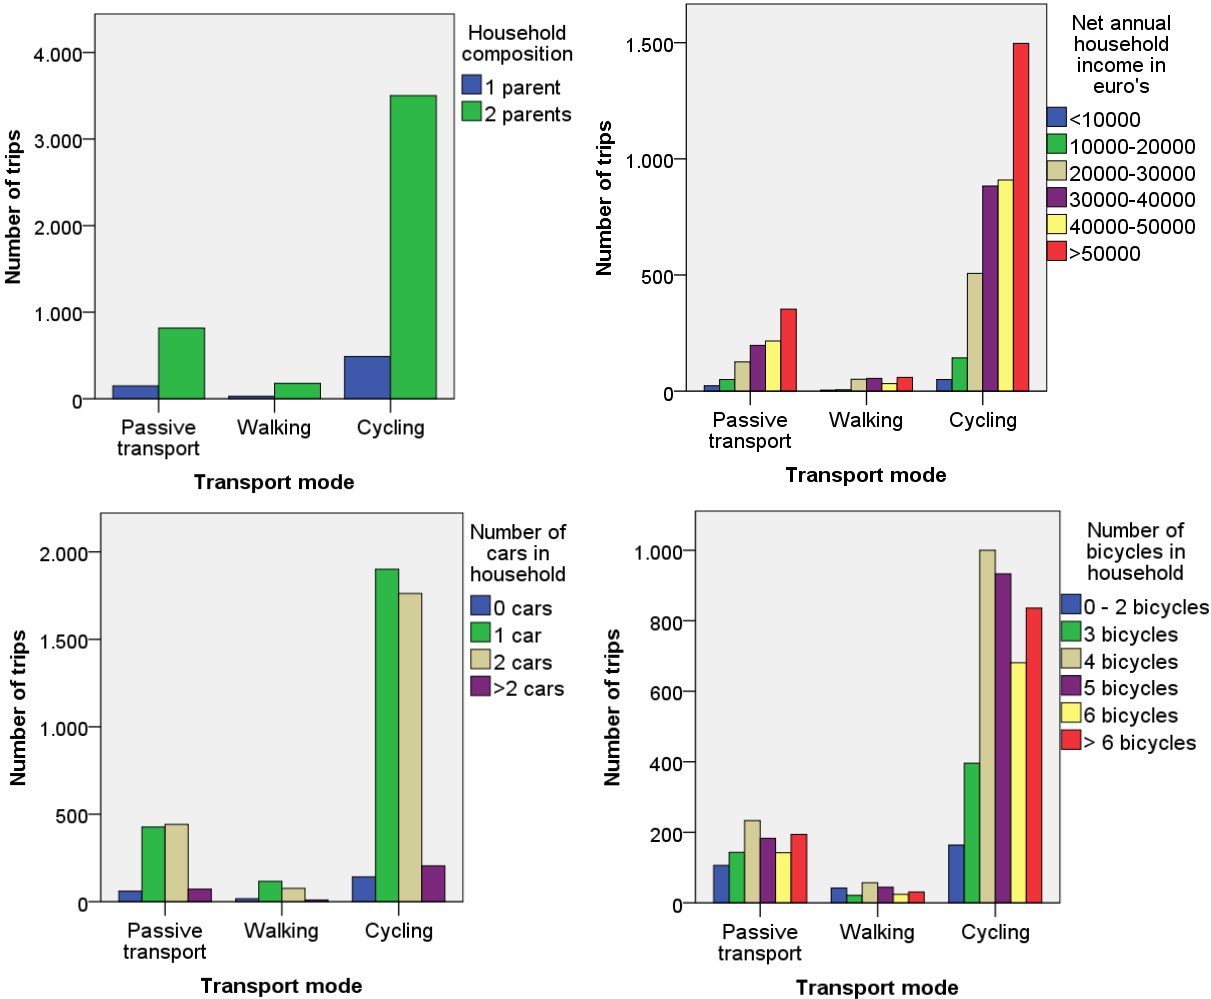 Household
composition
1 parent
2 parents
4.000
3.000
2.000
1.000
0
Number of trips
Passive
transport
Walking
Cycling
Transport mode
Net annual
household
income in
euro's
<10000
10000-20000
20000-30000
30000-40000
40000-50000
>50000
1.500
1.000
500
0
Number of trips
Passive
transport
Walking
Cycling
Transport mode
Number of
cars in
household
0 cars
1 car
2 cars
>2 cars
2.000
1.500
1.000
500
0
Number of trips
Passive
transport
Walking
Cycling
Transport mode
Number of
bicycles in
household
0 - 2 bicycles
3 bicycles
4 bicycles
5 bicycles
6 bicycles
> 6 bicycles
1.000
800
600
400
200
0
Number of trips
Passive
transport
Walking
Cycling
Transport mode